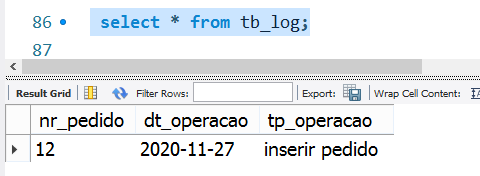 86 select * from tb_log;
87
Result Grid Filter Rows: Export: Wrap Cell Content:
nr_pedido dt_operacao tp_operacao
12 2020-11-27 inserir pedido